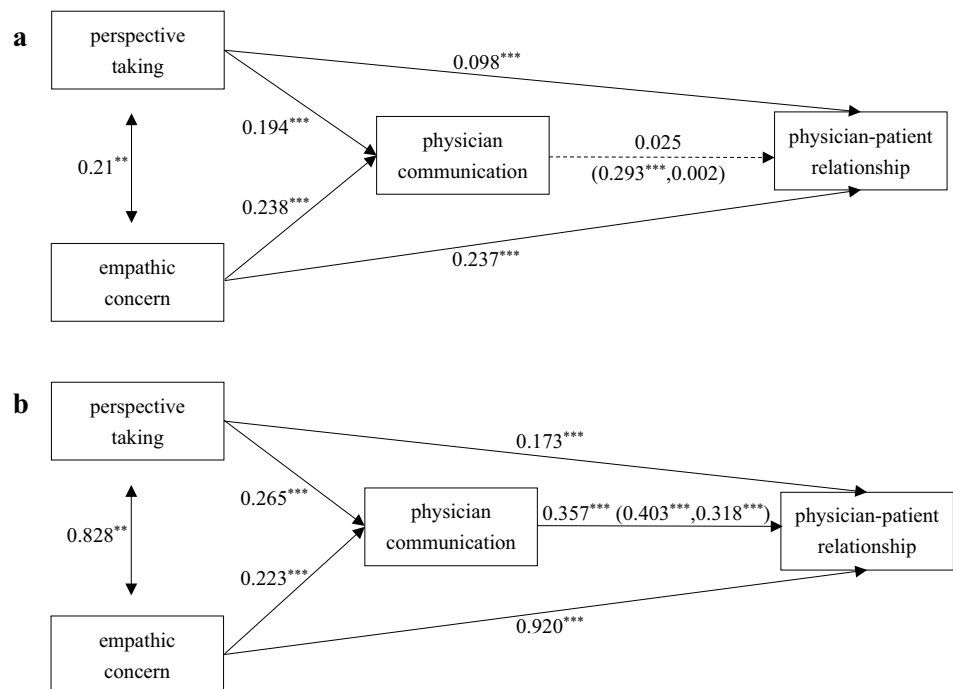 a
perspective
taking
0.098***
0.194***
physician
communication
0.025
(0.293***,0.002)
physician-patient
relationship
0.21**
0.238***
0.237***
empathic
concern
b
perspective
taking
0.173***
0.265***
physician
communication
0.357*** (0.403***,0.318***)
physician-patient
relationship
0.828**
0.223***
0.920***
empathic
concern